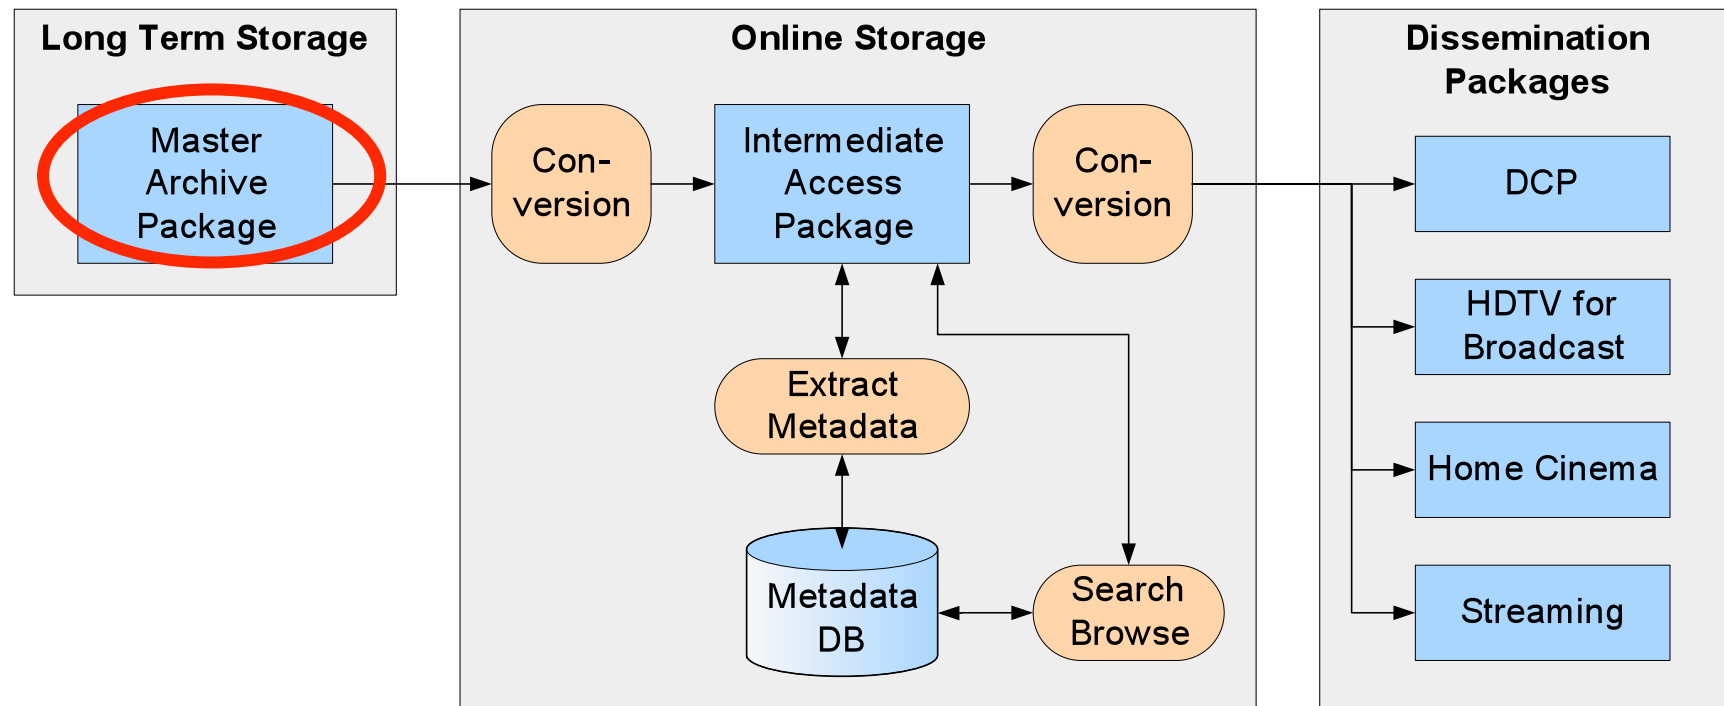 Long Term Storage
Master
Archive
Package
Online Storage
Con-
version
Intermediate
Access
Package
Con-
version
Extract
Metadata
Metadata
DB
Search
Browse
Dissemination
Packages
DCP
HDTV for
Broadcast
Home Cinema
Streaming